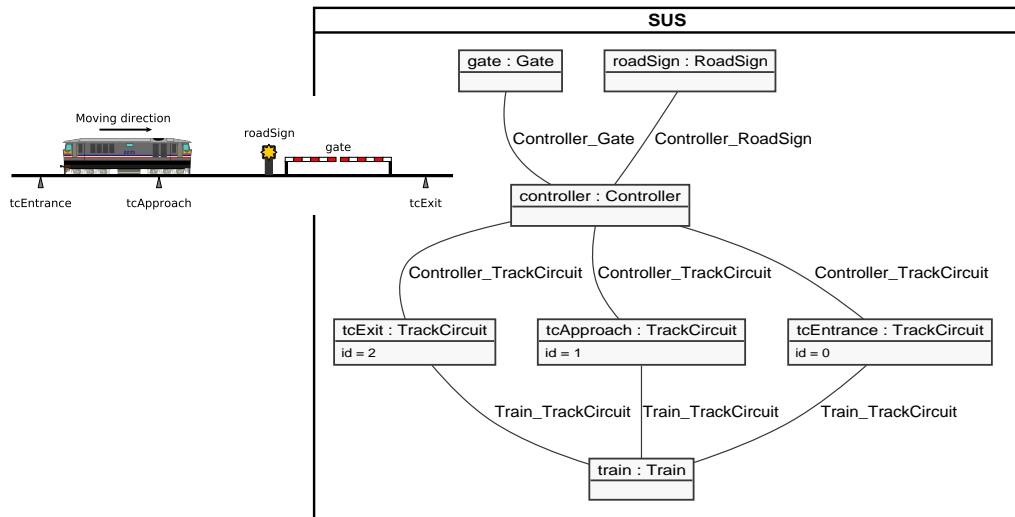 SUS
gate : Gate
roadSign : RoadSign
Moving direction
roadSign
gate
Controller_Gate
Controller_RoadSign
tcEntrance
tcApproach
tcExit
controller : Controller
Controller_TrackCircuit
Controller_TrackCircuit
Controller_TrackCircuit
tcExit : TrackCircuit
id = 2
tcApproach : TrackCircuit
id = 1
tcEntrance : TrackCircuit
id = 0
Train_TrackCircuit
Train_TrackCircuit
Train_TrackCircuit
train : Train